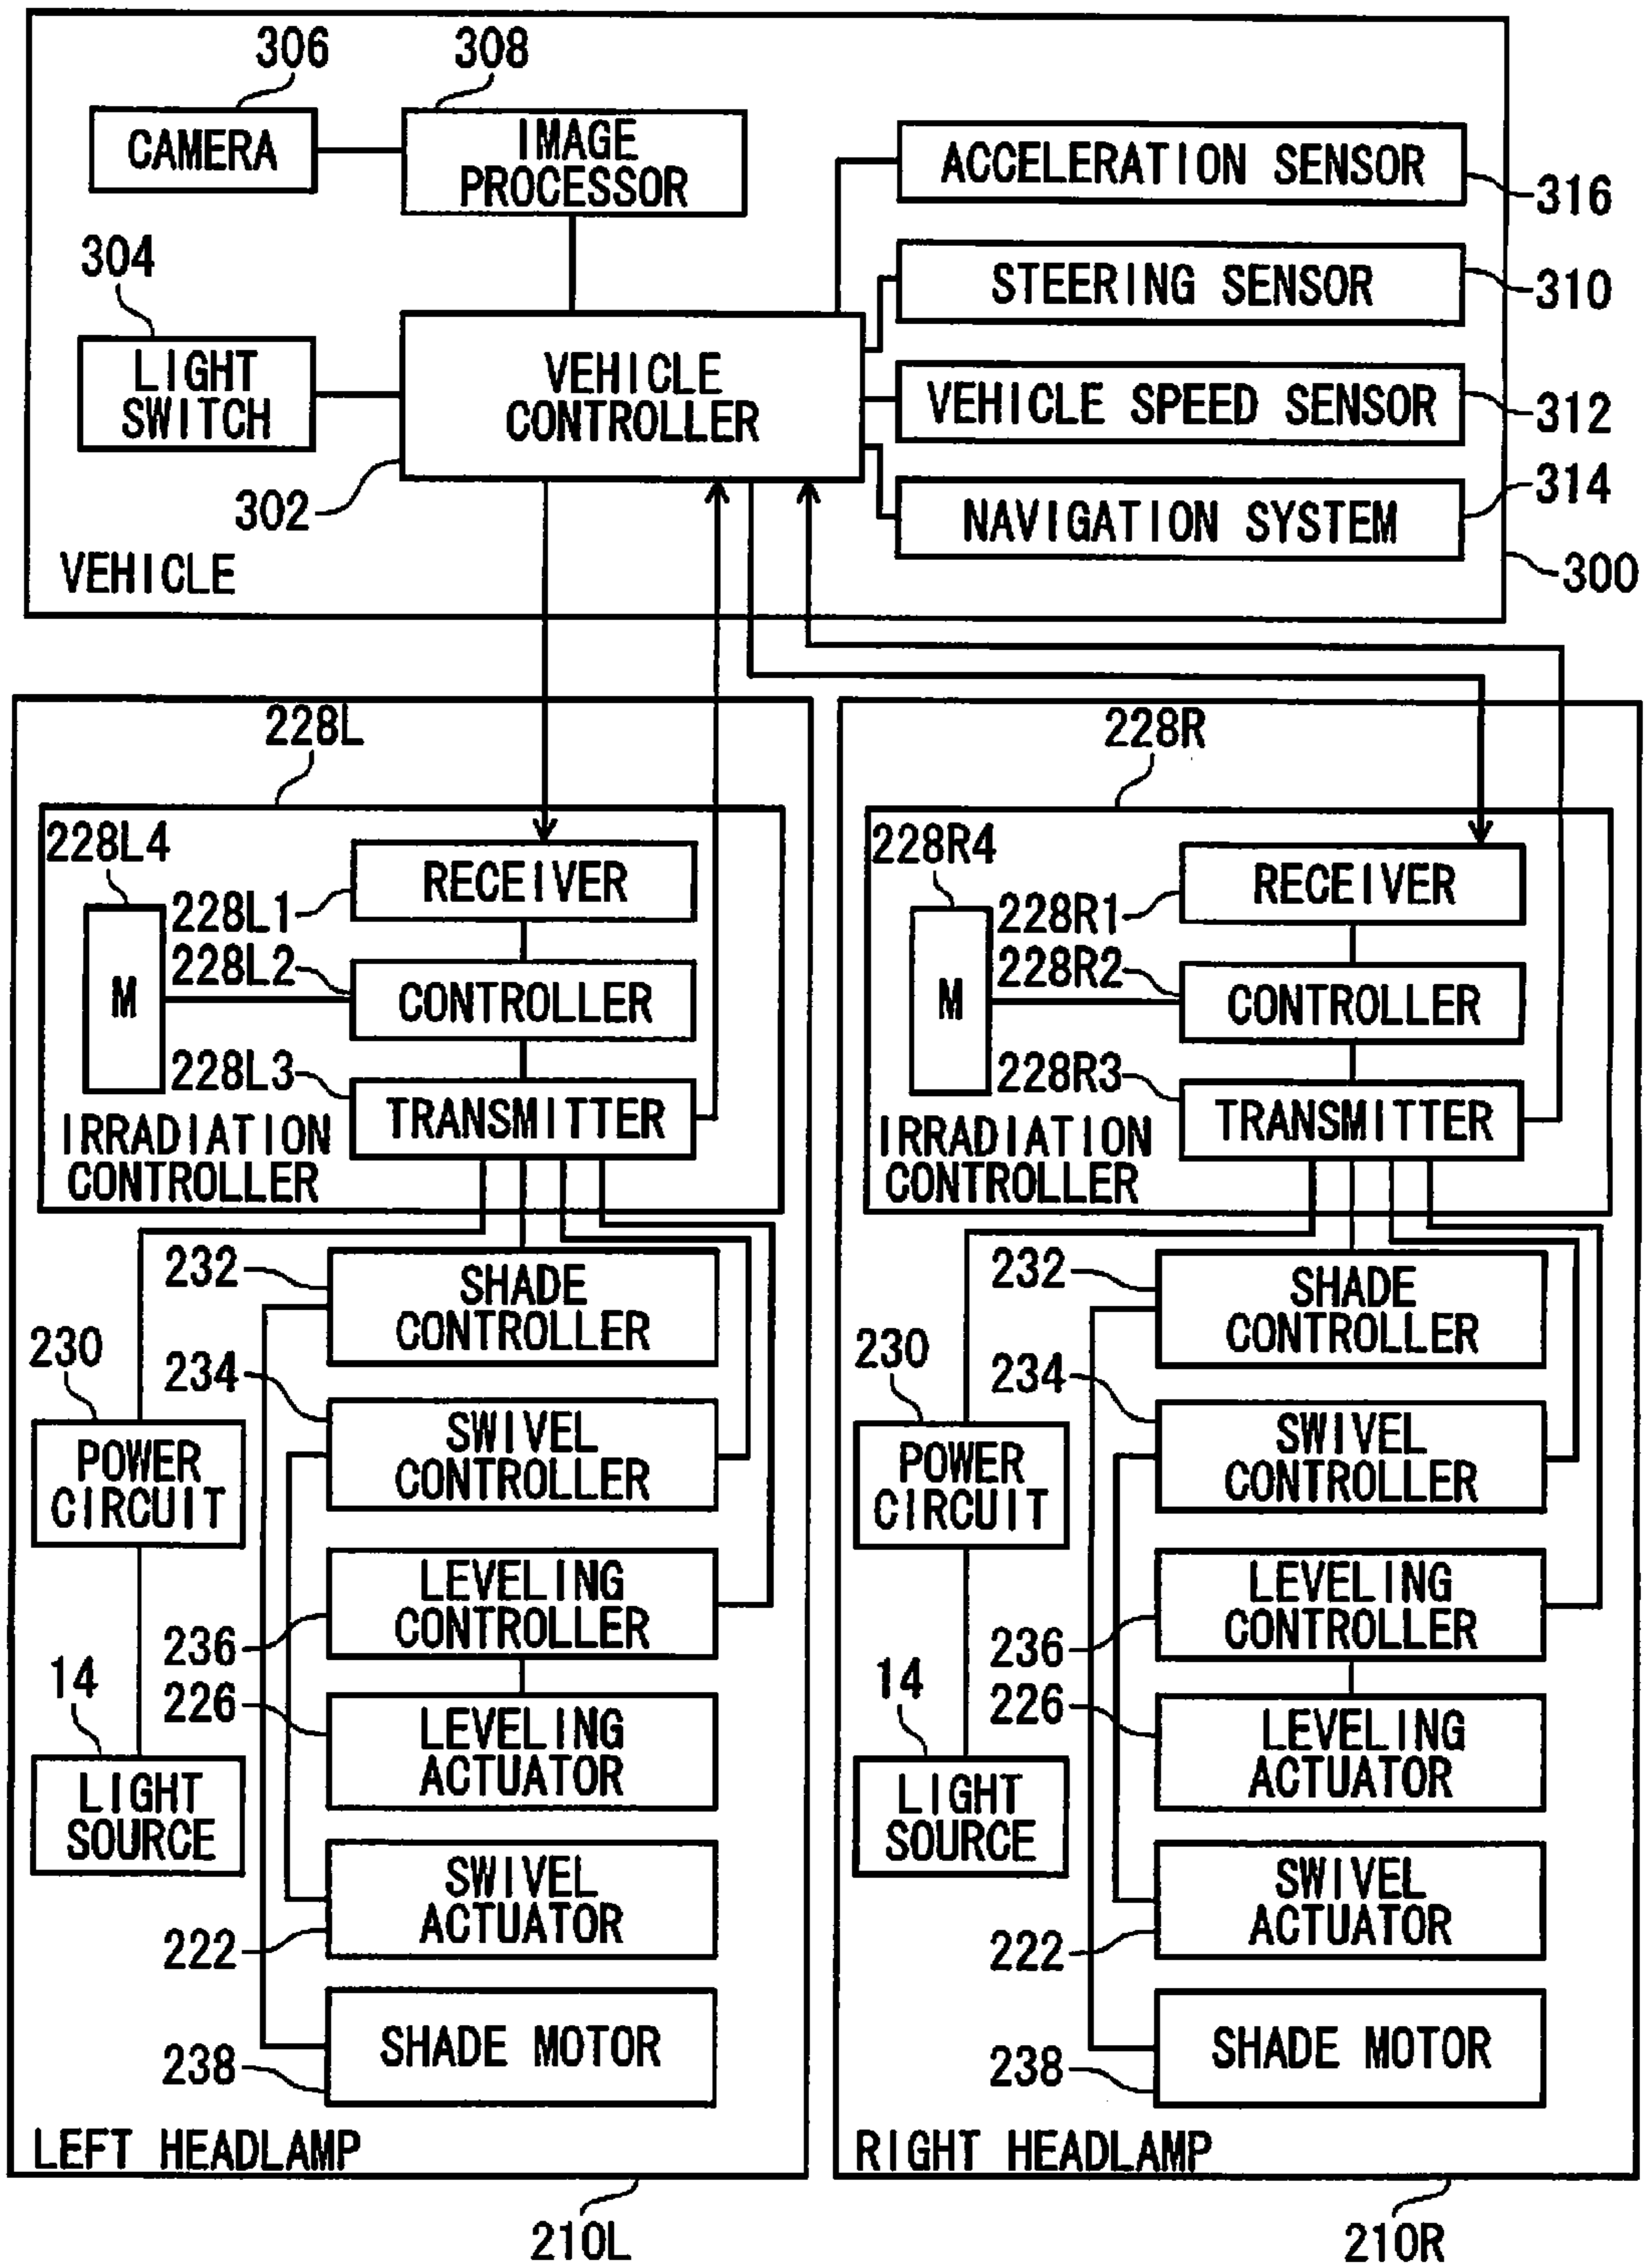 306
308
CAMERA
IMAGE
PROCESSOR
ACCELERATION SENSOR
316
304
STEERING SENSOR
310
LIGHT
SWITCH
VEHICLE
CONTROLLER
VEHICLE SPEED SENSOR
312
302
314
NAVIGATION SYSTEM
VEHICLE
300
228L
228L4
RECEIVER
228L1
228L2
M
CONTROLLER
228L3
TRANSMITTER
IRRADIATION
CONTROLLER
232
SHADE
CONTROLLER
230
234
POWER
CIRCUIT
SWIVEL
CONTROLLER
LEVELING
CONTROLLER
236
14
226
LEVELING
ACTUATOR
LIGHT
SOURCE
SWIVEL
ACTUATOR
222
SHADE MOTOR
238
LEFT HEADLAMP
210L
228R
228R4
RECEIVER
228R1
228R2
M
CONTROLLER
228R3
TRANSMITTER
IRRADIATION
CONTROLLER
232
SHADE
CONTROLLER
230
234
POWER
CIRCUIT
SWIVEL
CONTROLLER
LEVELING
CONTROLLER
236
14
226
LEVELING
ACTUATOR
LIGHT
SOURCE
SWIVEL
ACTUATOR
222
SHADE MOTOR
238
RIGHT HEADLAMP
210R